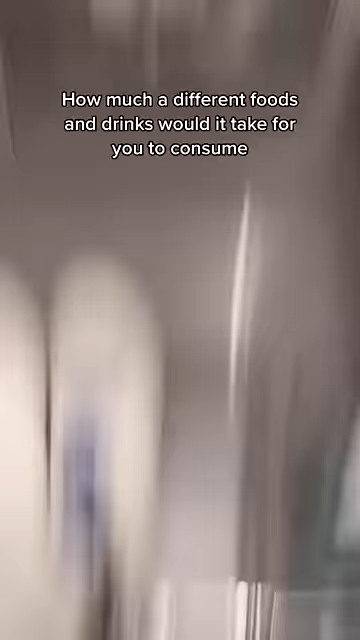 How much a different foods
and drinks would it take for
you to consume